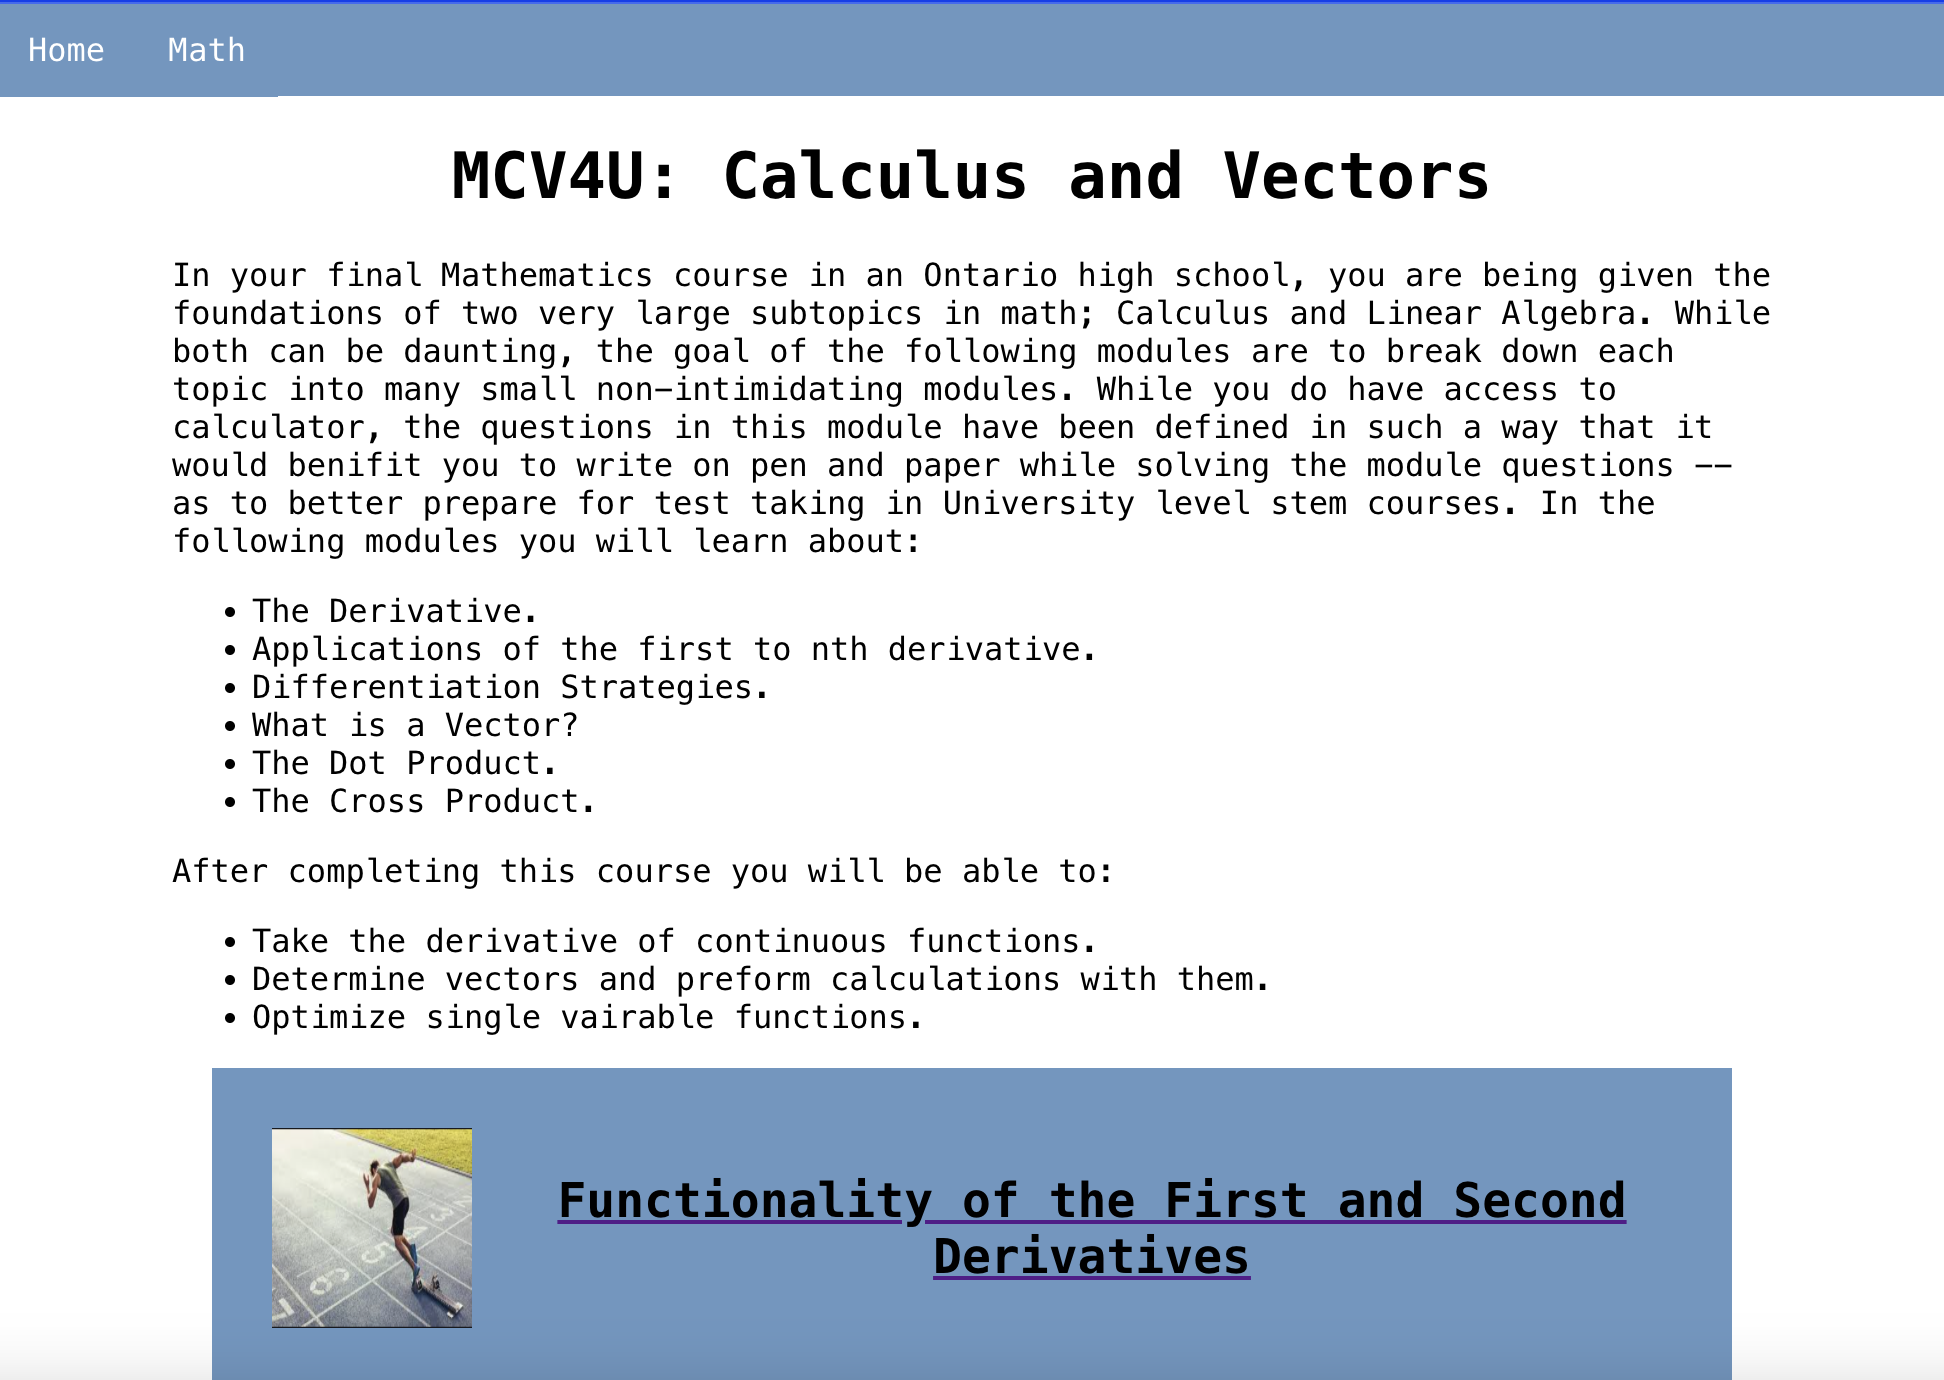 Home Math
MCV4U: Calculus and Vectors
In your final Mathematics course in an Ontario high school, you are being given the
foundations of two very large subtopics in math; Calculus and Linear Algebra. While
both can be daunting, the goal of the following modules are to break down each
topic into many small non-intimidating modules. While you do have access to
calculator, the questions in this module have been defined in such a way that it
would benifit you to write on pen and paper while solving the module questions --
as to better prepare for test taking in University level stem courses. In the
following modules you will learn about:
• The Derivative.
• Applications of the first to nth derivative.
• Differentiation Strategies.
• What is a Vector?
• The Dot Product.
• The Cross Product.
After completing this course you will be able to:
• Take the derivative of continuous functions.
• Determine vectors and preform calculations with them.
• Optimize single vairable functions.
Functionality of the First and Second
Derivatives